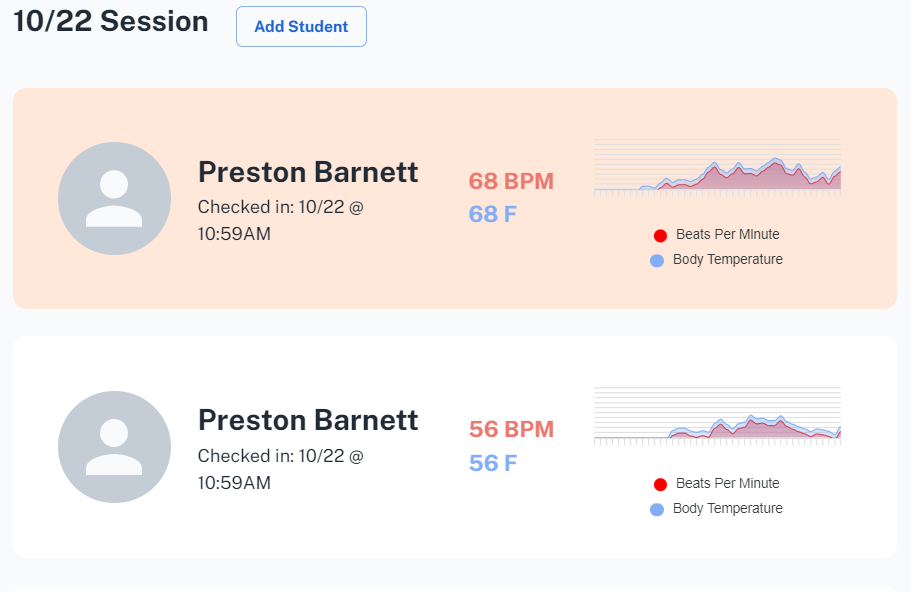 10/22 Session
Add Student
Preston Barnett
Checked in: 10/22 @
10:59AM
68 BPM
68 F
Beats Per MInute
Body Temperature
Preston Barnett
Checked in: 10/22 @
10:59AM
56 BPM
56 F
Beats Per Minute
Body Temperature